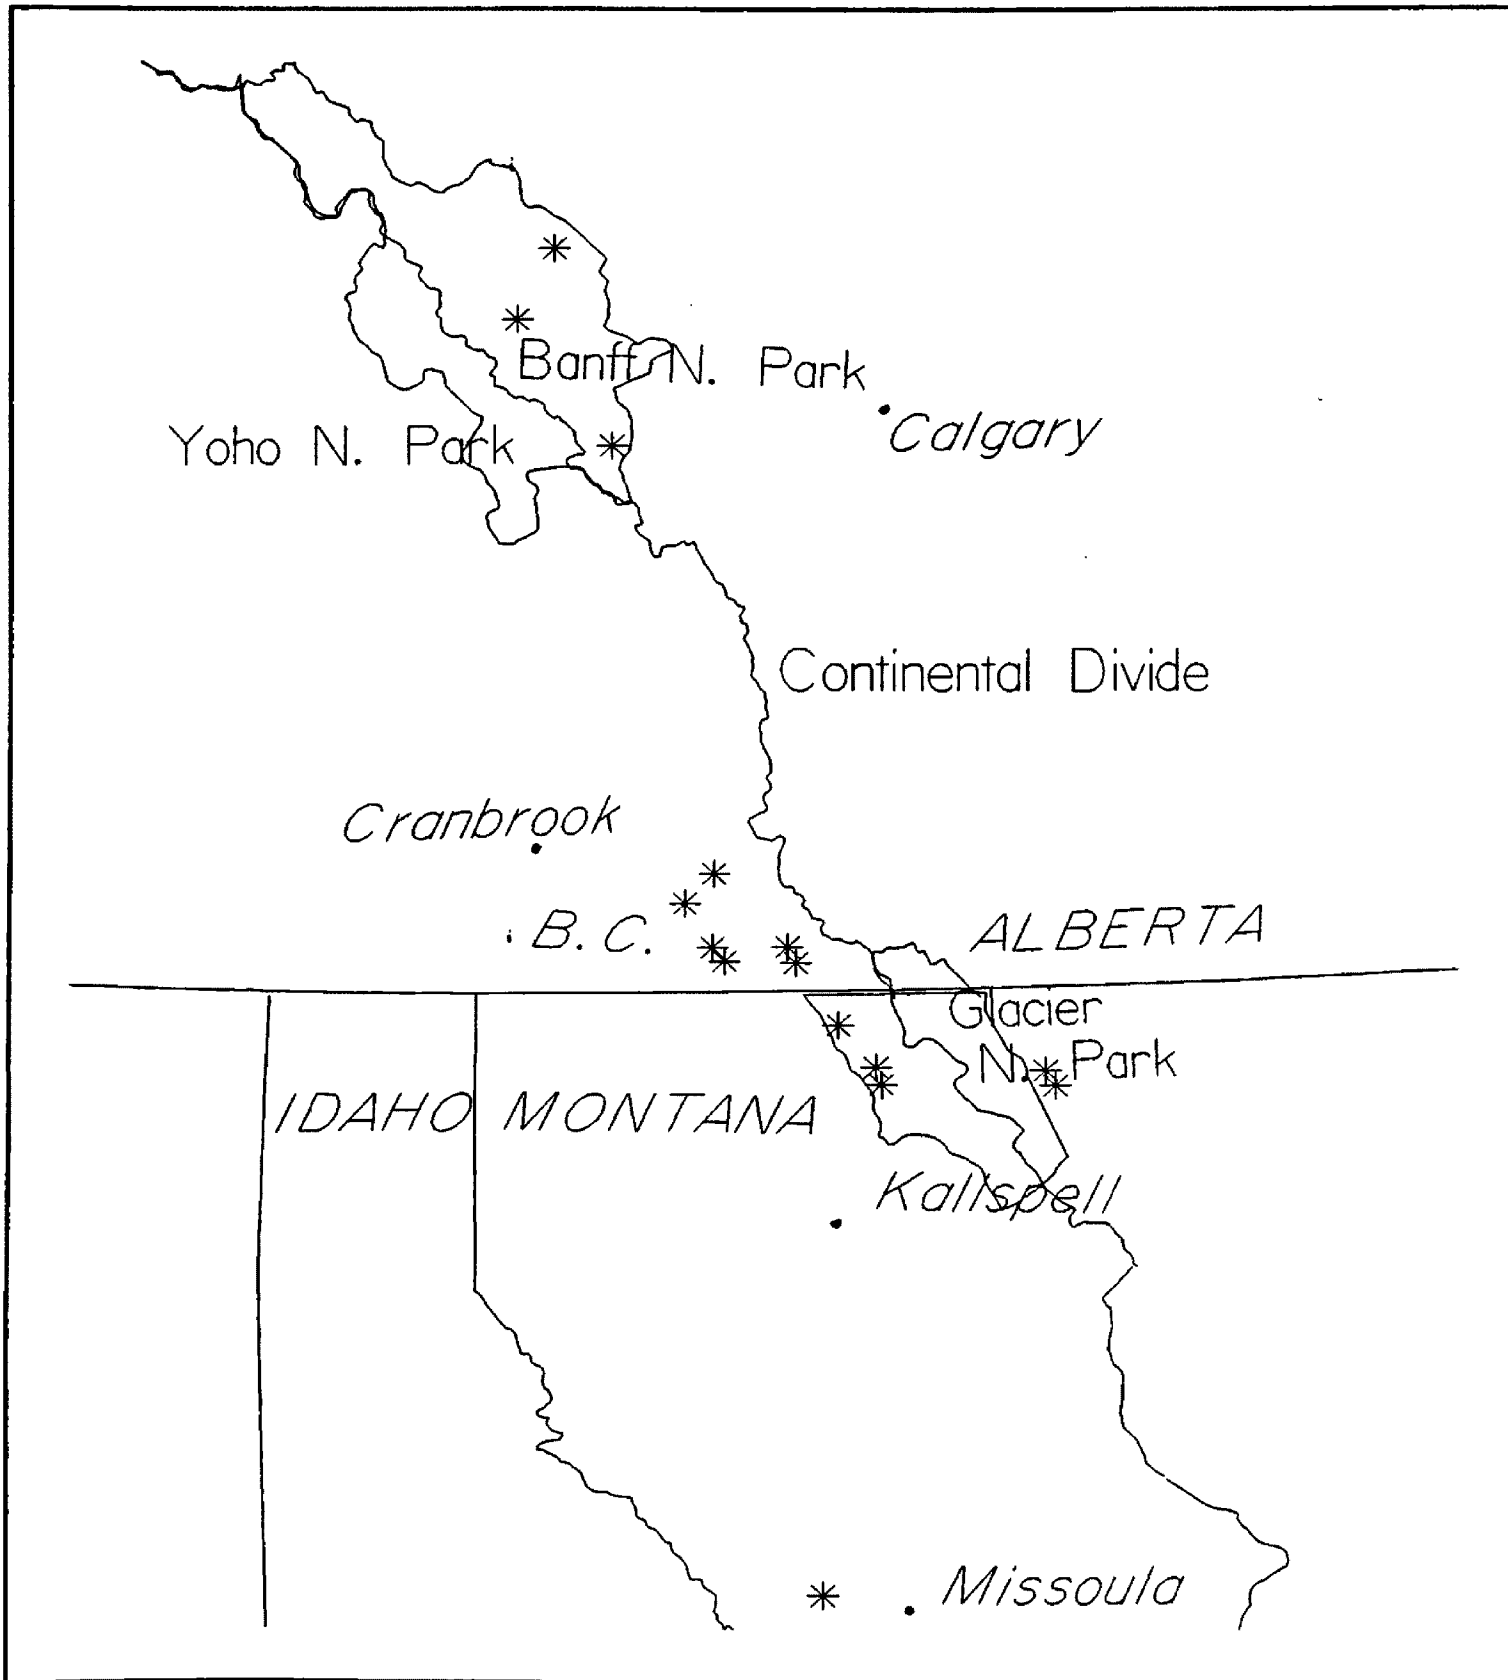 Banff N. Park
Calgary
Yoho N. Park
Continental Divide
Cranbrook
B.C.
ALBERTA
Glacier
N. Park
IDAHO
MONTANA
Kalispell
Missoula